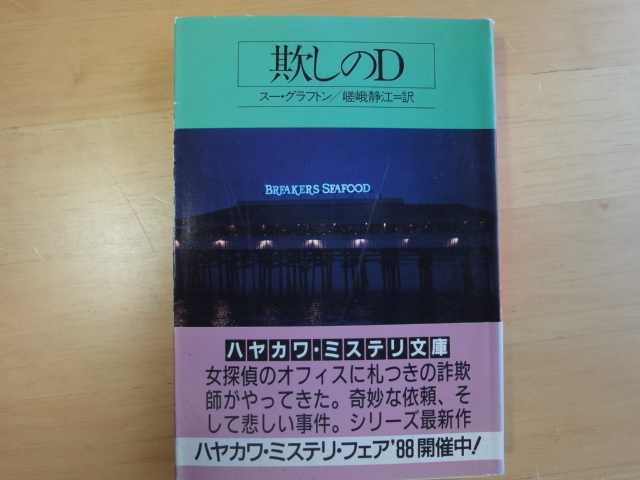 欺しのD
スー・グラフトン/嵯峨静江=訳
BREAKERS SEAFOOD
ハヤカワ・ミステリ文庫
女探偵のオフィスに札つきの詐欺
師がやってきた。奇妙な依頼、そ
して悲しい事件。シリーズ最新作
ハヤカワ・ミステリ・フェア'88開催中!